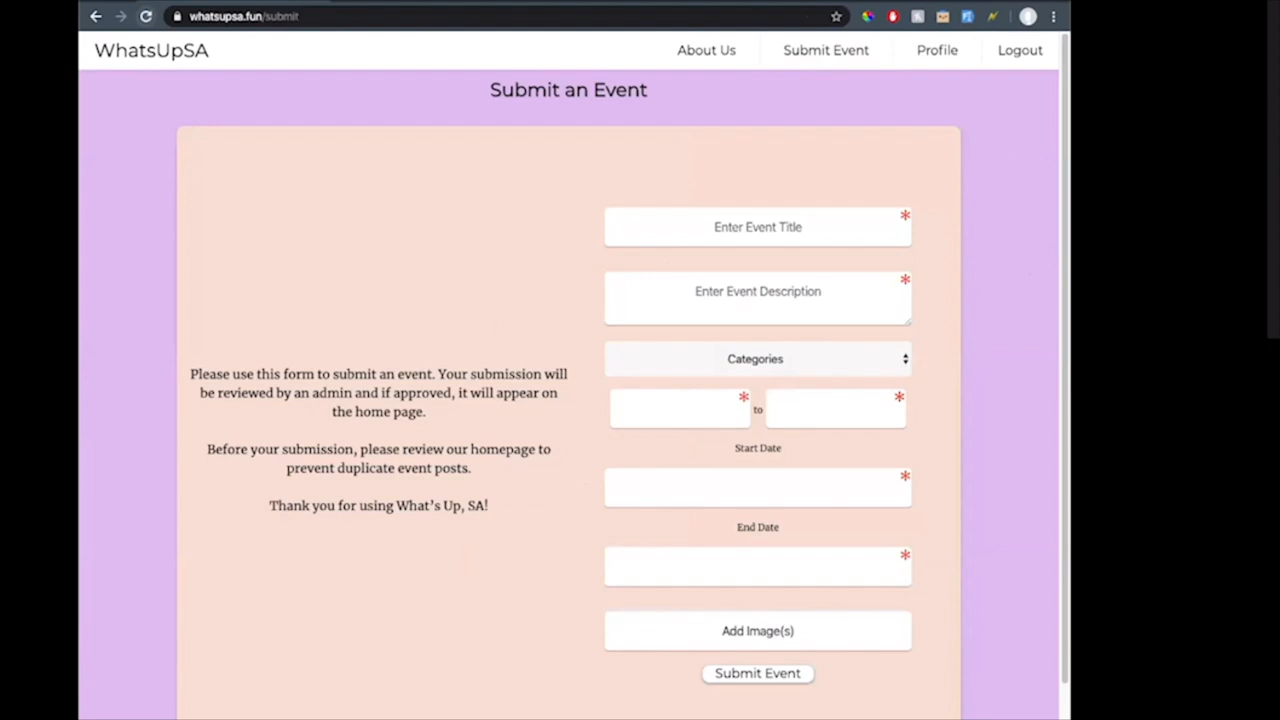 whatsupsa.fun/submit
WhatsUpSA
About Us
Submit Event
Profile
Logout
Submit an Event
Please use this form to submit an event. Your submission will
be reviewed by an admin and if approved, it will appear on
the home page.
Before your submission, please review our homepage to
prevent duplicate event posts.
Thank you for using What's Up, SA!
Enter Event Title
*
Enter Event Description
*
Categories
*
to
*
Start Date
*
End Date
*
Add Image(s)
Submit Event